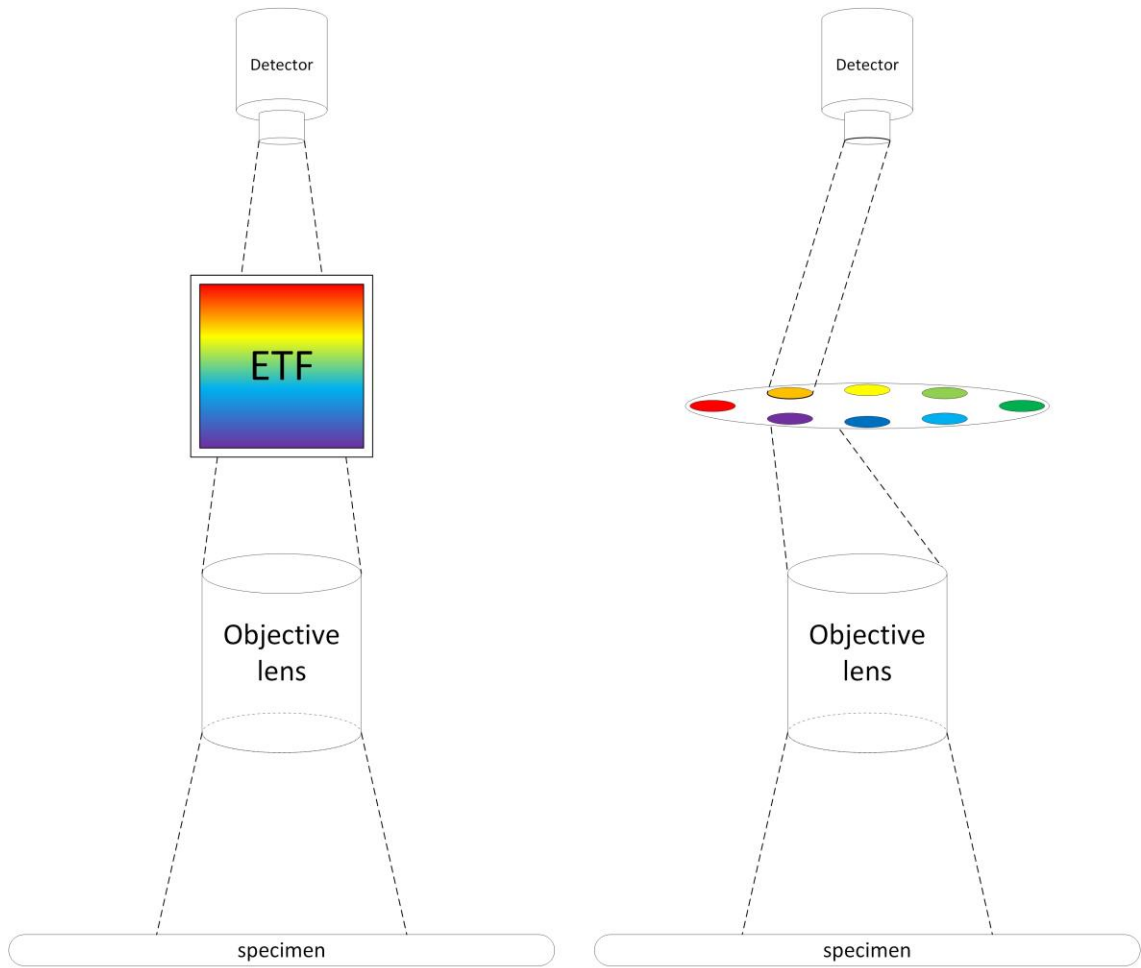 Detector
Detector
ETF
Objective
lens
Objective
lens
specimen
specimen